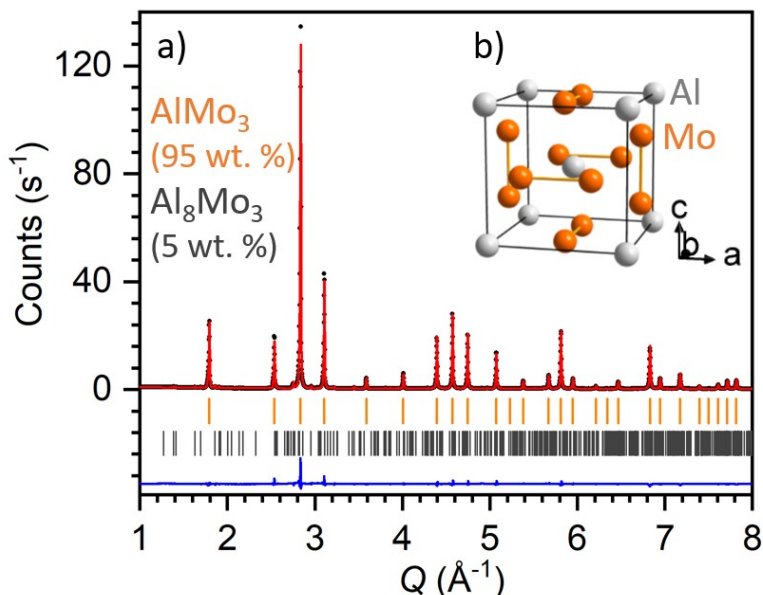 a)
b)
120
80
40
0
Counts (s⁻¹)
AlMo₃
(95 wt. %)
Al₈Mo₃
(5 wt. %)
Al
Mo
c
b
a
1 2 3 4 5 6 7 8
Q (Å⁻¹)